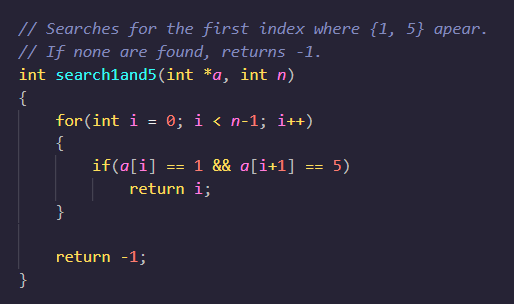 // Searches for the first index where {1, 5} apear.
// If none are found, returns -1.
int search1and5(int *a, int n)
{
    for(int i = 0; i < n-1; i++)
    {
        if(a[i] == 1 && a[i+1] == 5)
            return i;
    }

    return -1;
}